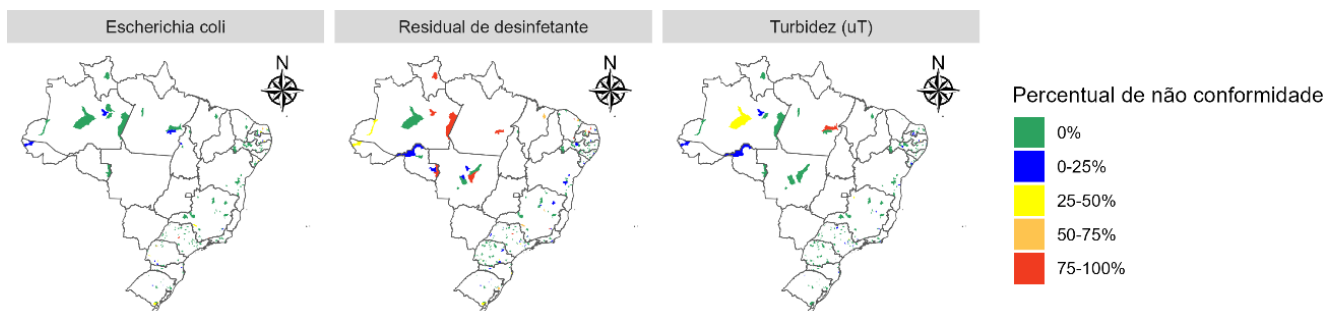 Escherichia coli
Residual de desinfetante
Turbidez (uT)
N
N
N
Percentual de não conformidade
0%
0-25%
25-50%
50-75%
75-100%